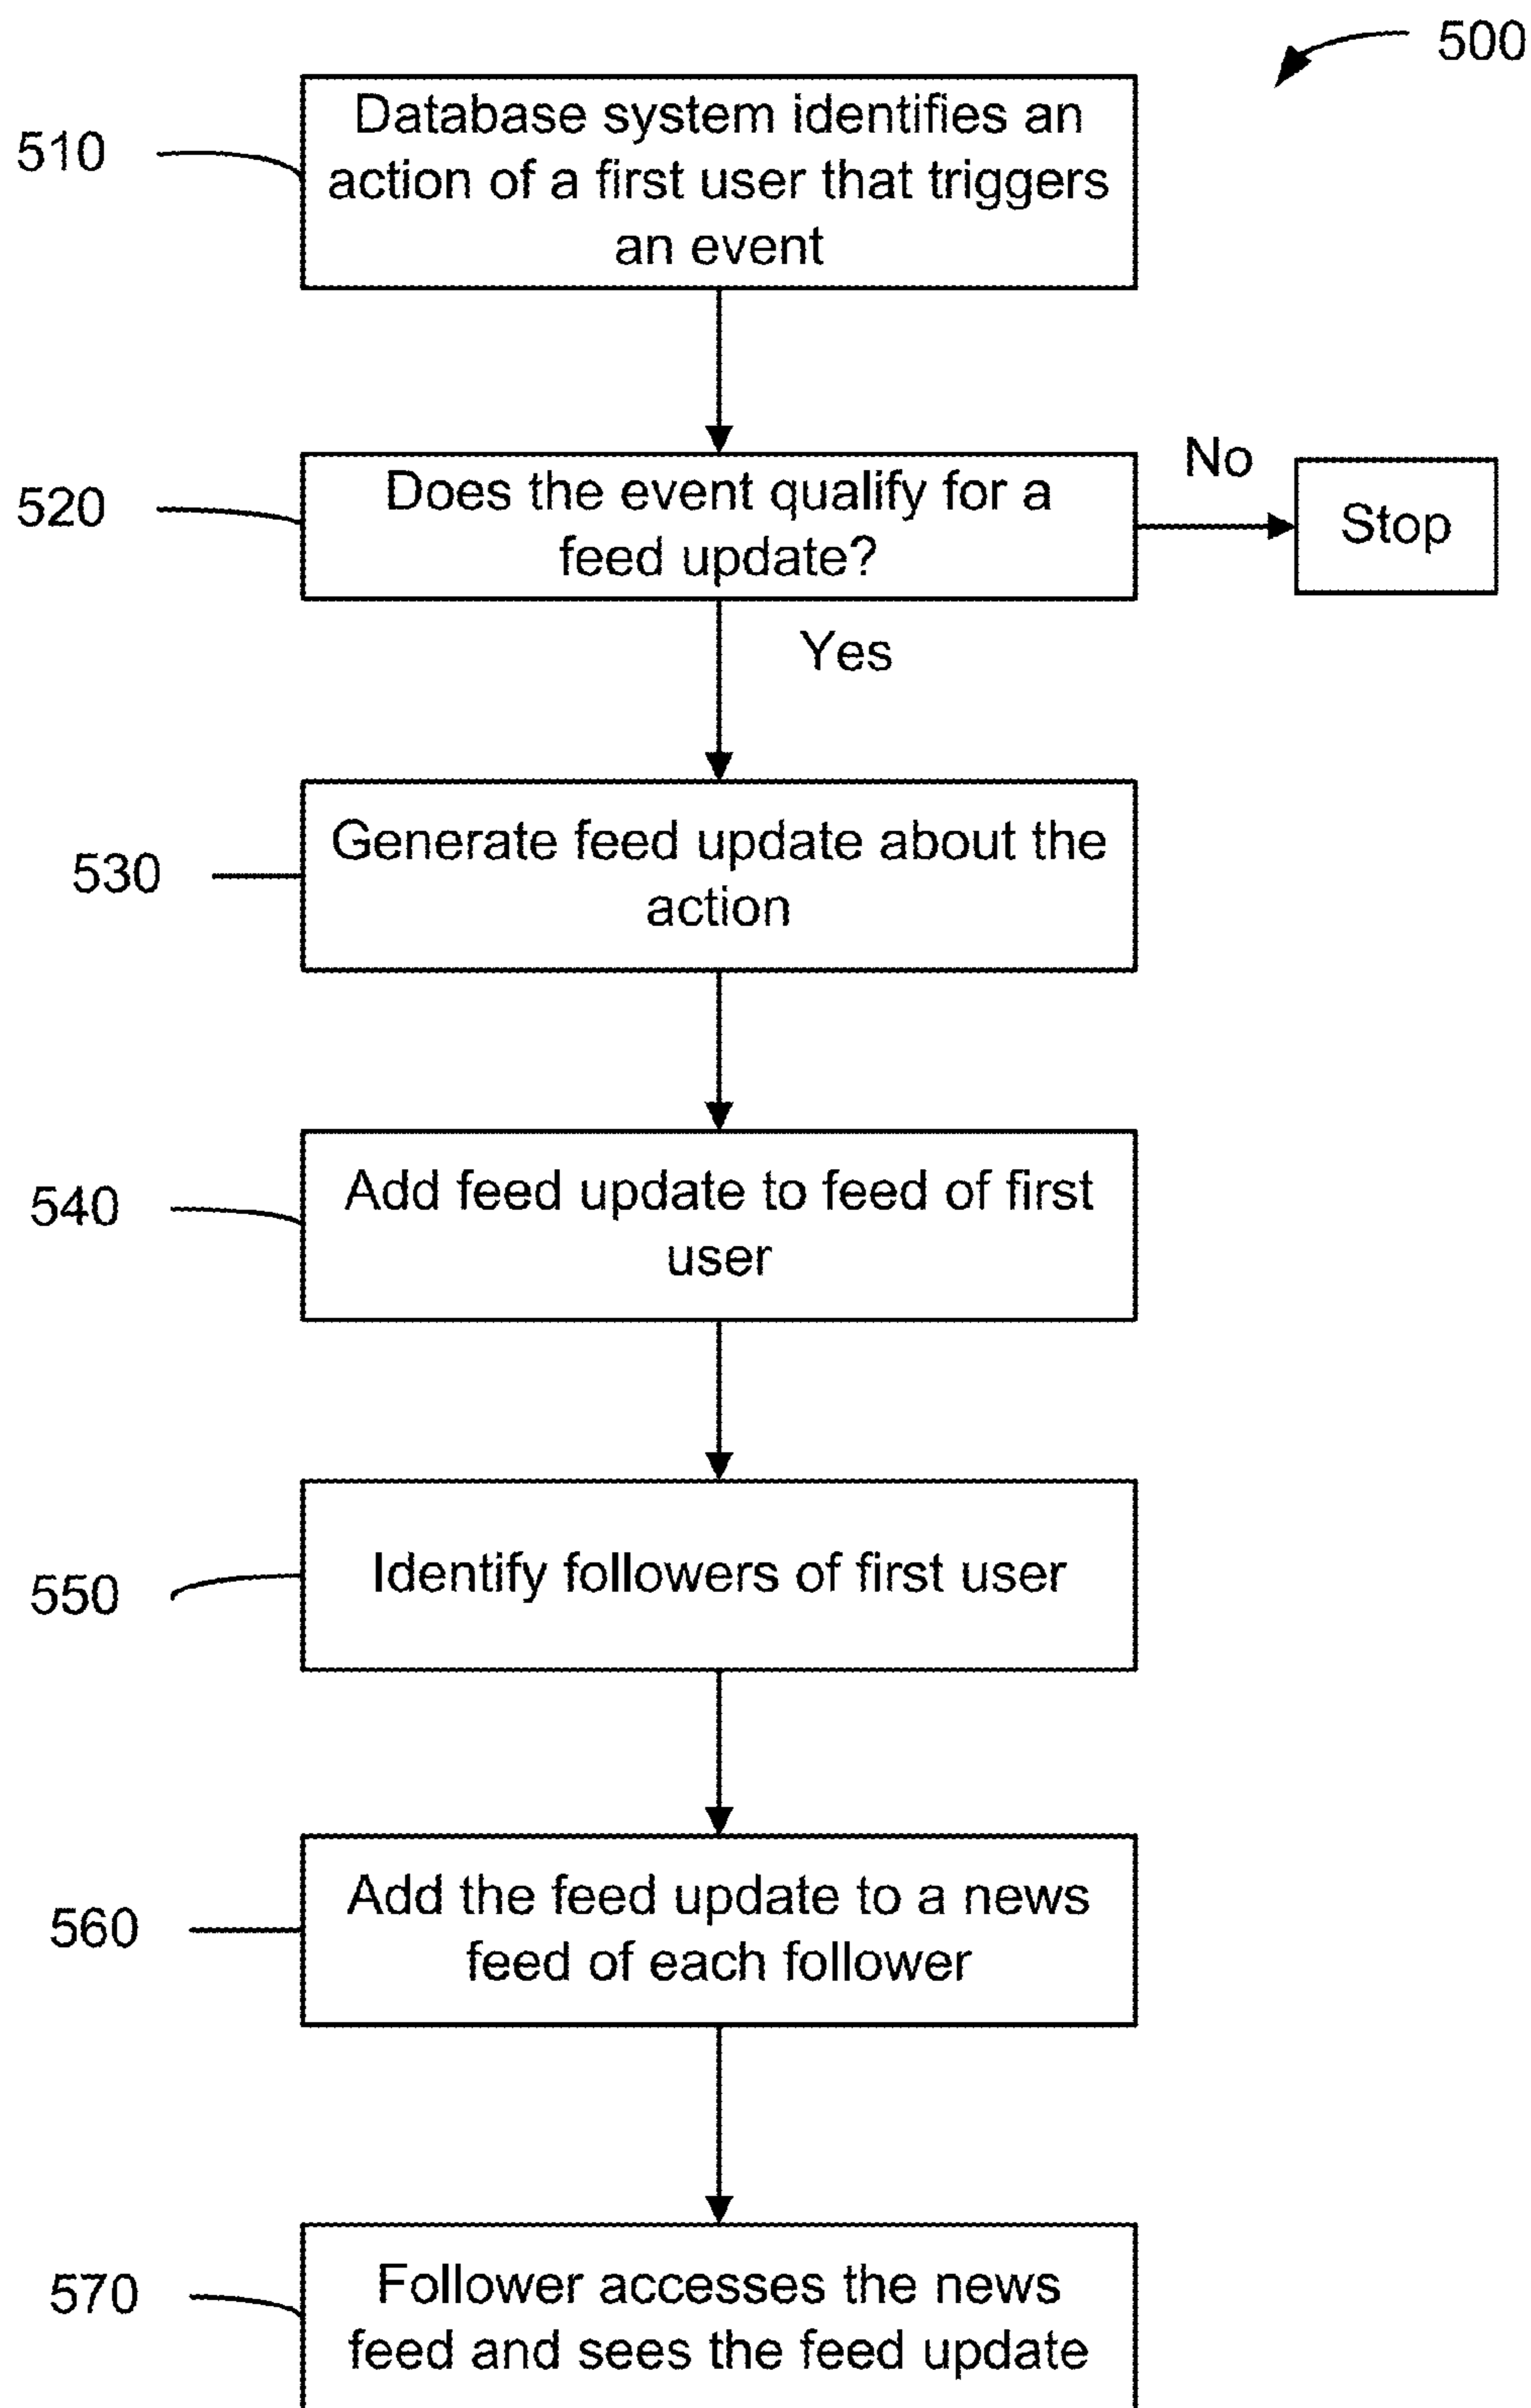 500
510
Database system identifies an
action of a first user that triggers
an event
520
Does the event qualify for a
feed update?
No
Stop
Yes
530
Generate feed update about the
action
540
Add feed update to feed of first
user
550
Identify followers of first user
560
Add the feed update to a news
feed of each follower
570
Follower accesses the news
feed and sees the feed update